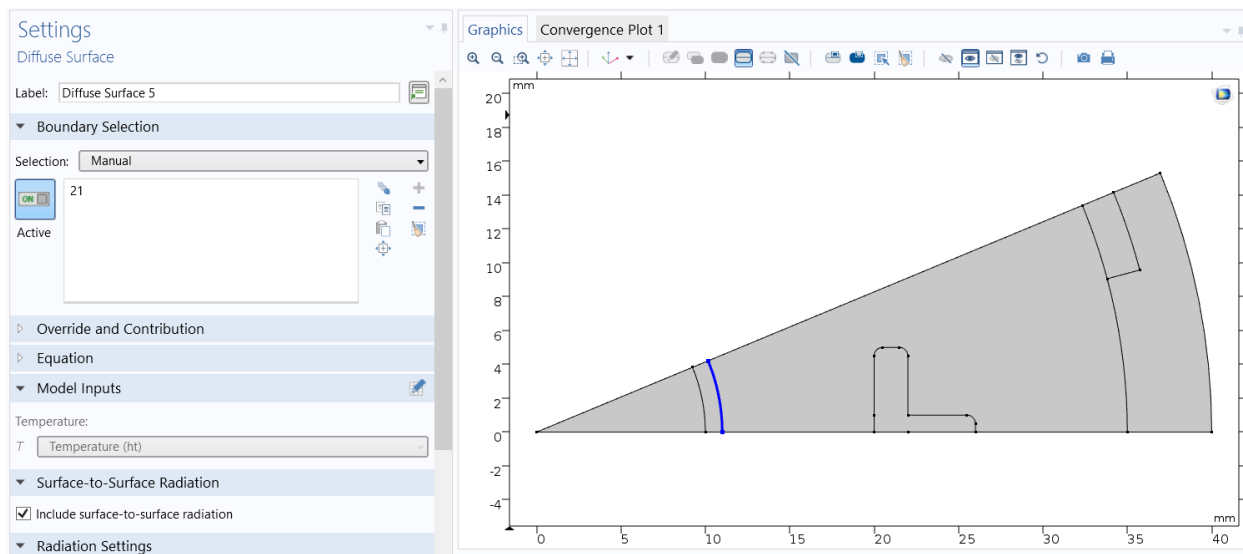 Settings
Diffuse Surface
Label: Diffuse Surface 5
Boundary Selection
Selection: Manual
ON
Active
21
Override and Contribution
Equation
Model Inputs
Temperature:
T Temperature (ht)
Surface-to-Surface Radiation
Include surface-to-surface radiation
Radiation Settings
Graphics Convergence Plot 1
mm
20
18
16
14
12
10
8
6
4
2
0
-2
-4
mm
0 5 10 15 20 25 30 35 40